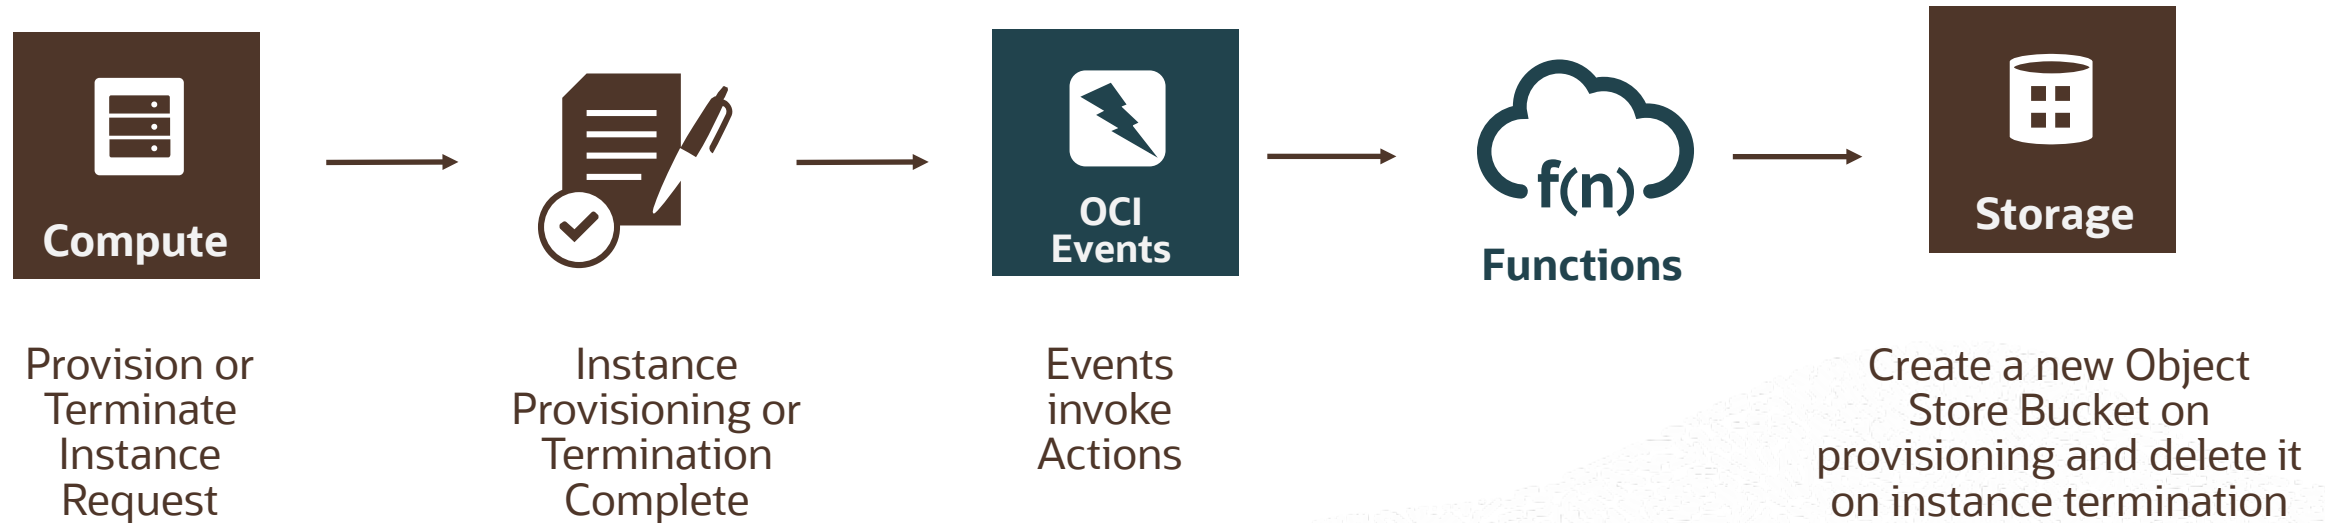 Compute
Provision or
Terminate
Instance
Request
Instance
Provisioning or
Termination
Complete
OCI
Events
Events
invoke
Actions
f(n)
Functions
Storage
Create a new Object
Store Bucket on
provisioning and delete it
on instance termination